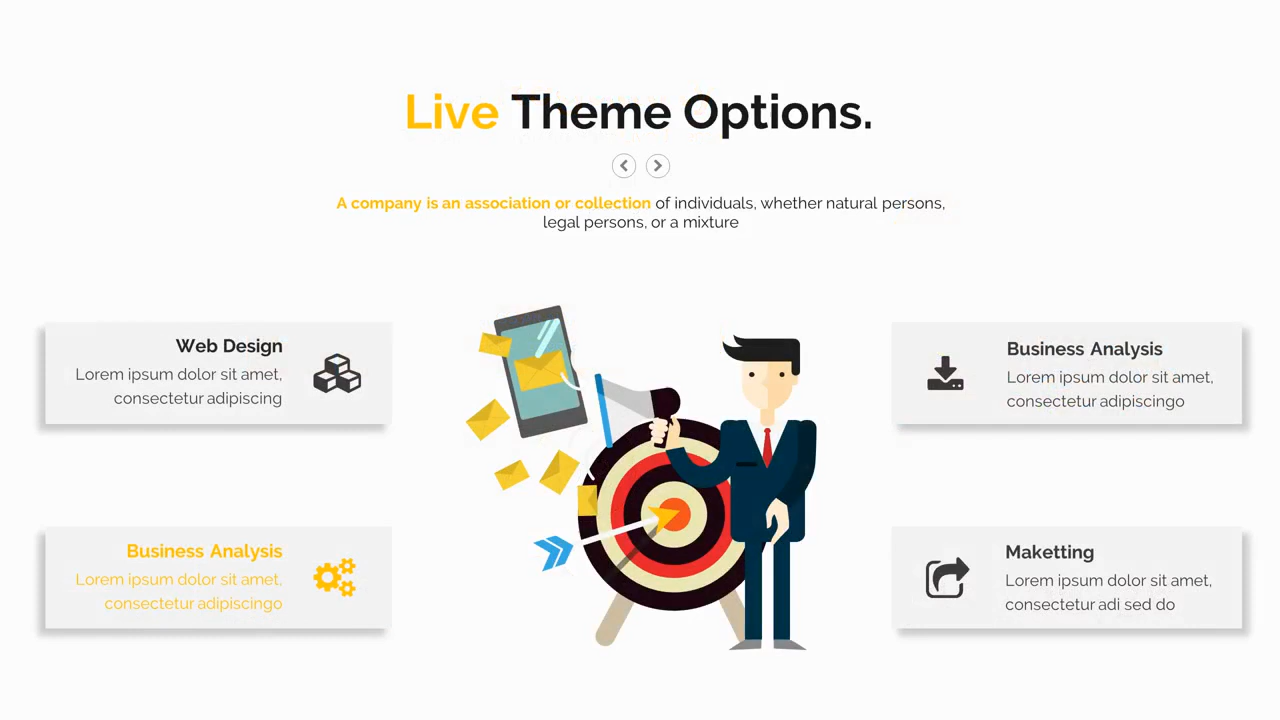 Live Theme Options.
A company is an association or collection of individuals, whether natural persons,
legal persons, or a mixture
Web Design
Lorem ipsum dolor sit amet,
consectetur adipiscing
Business Analysis
Lorem ipsum dolor sit amet,
consectetur adipiscingo
Business Analysis
Lorem ipsum dolor sit amet,
consectetur adipiscingo
Maketting
Lorem ipsum dolor sit amet,
consectetur adi sed do